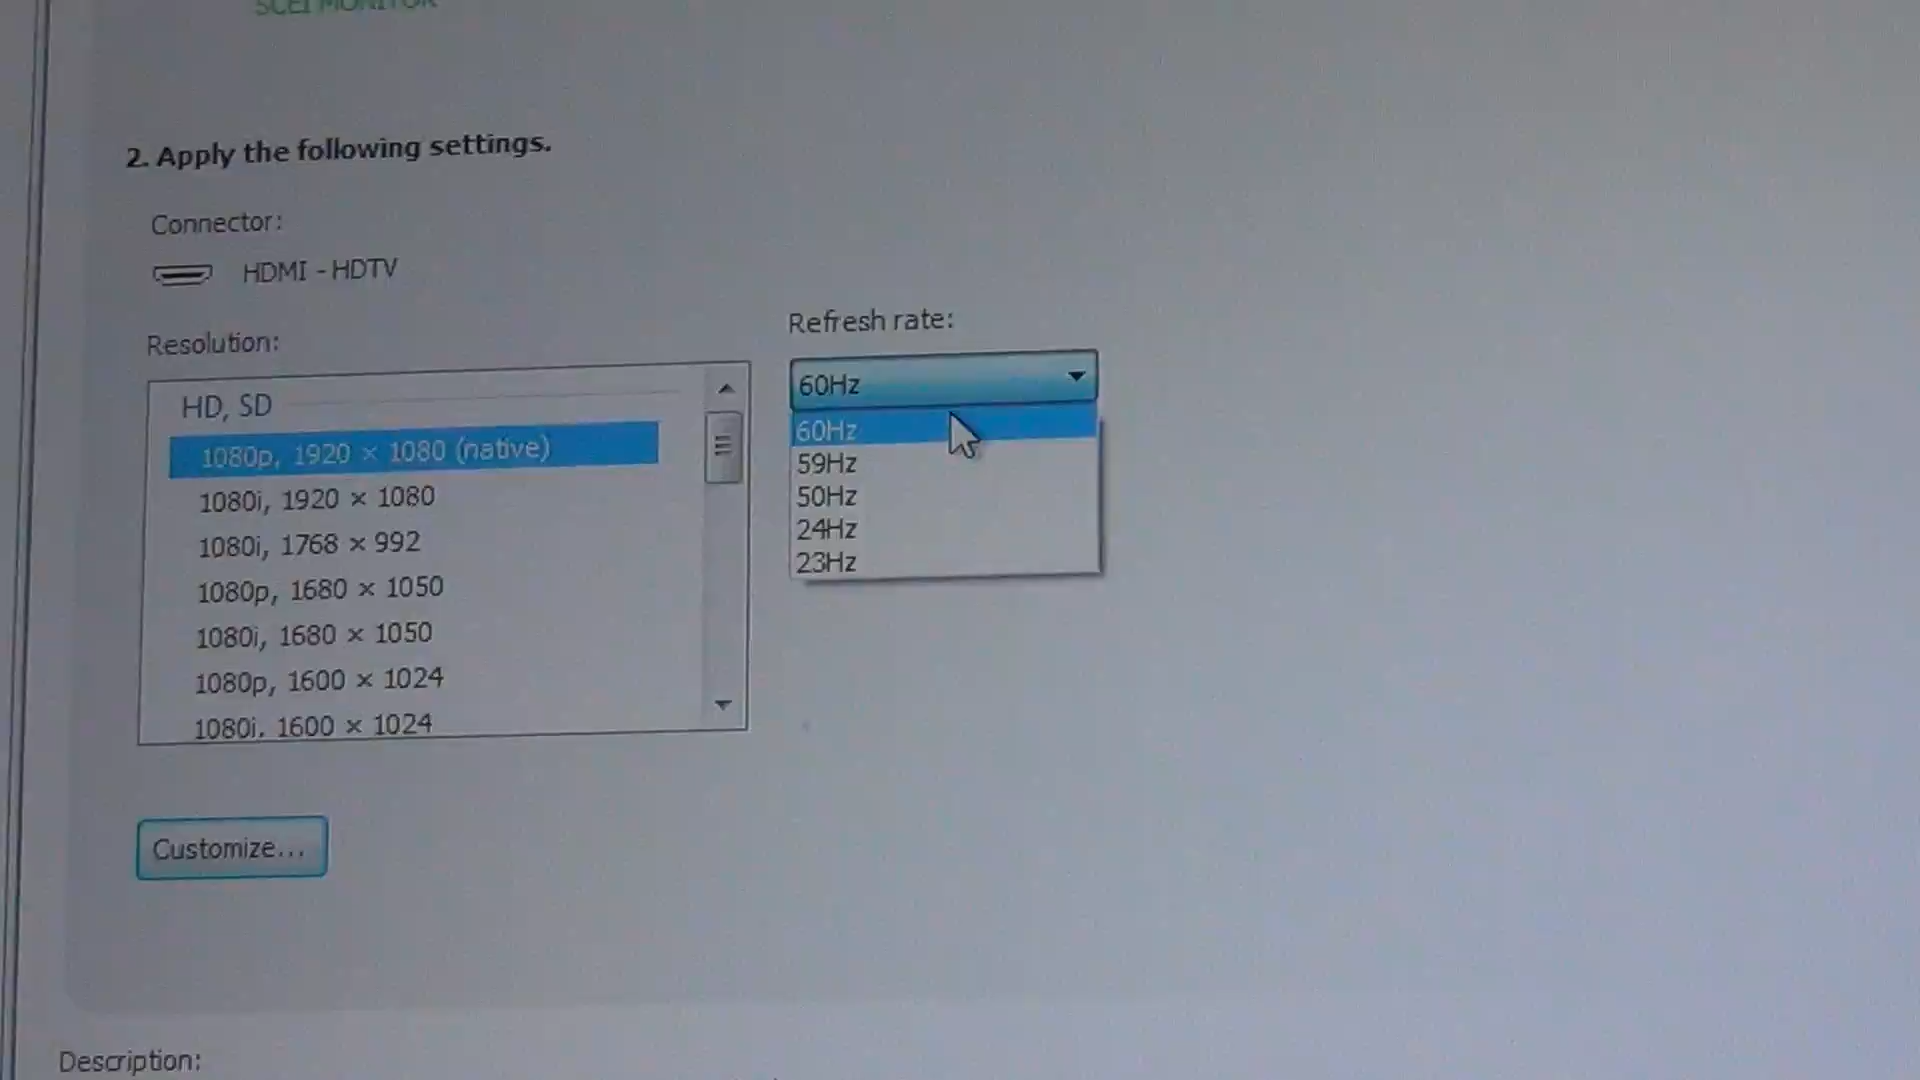 SCEI MONITOR
2. Apply the following settings.
Connector:
HDMI - HDTV
Resolution:
Refresh rate:
HD, SD
1080p, 1920 × 1080 (native)
1080i, 1920 × 1080
1080i, 1768 × 992
1080p, 1680 × 1050
1080i, 1680 × 1050
1080p, 1600 × 1024
1080i, 1600 × 1024
60Hz
60Hz
59Hz
50Hz
24Hz
23Hz
Customize...
Description: